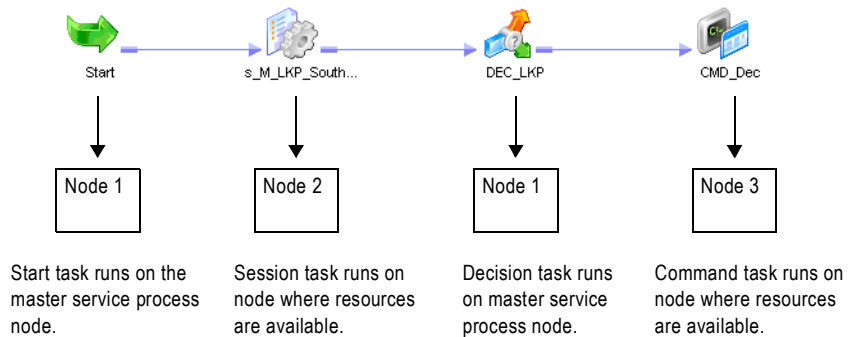 Start
s_M_LKP_South...
DEC_LKP
CMD_Dec
Node 1
Node 2
Node 1
Node 3
Start task runs on the
master service process
node.
Session task runs on
node where resources
are available.
Decision task runs
on master service
process node.
Command task runs on
node where resources
are available.